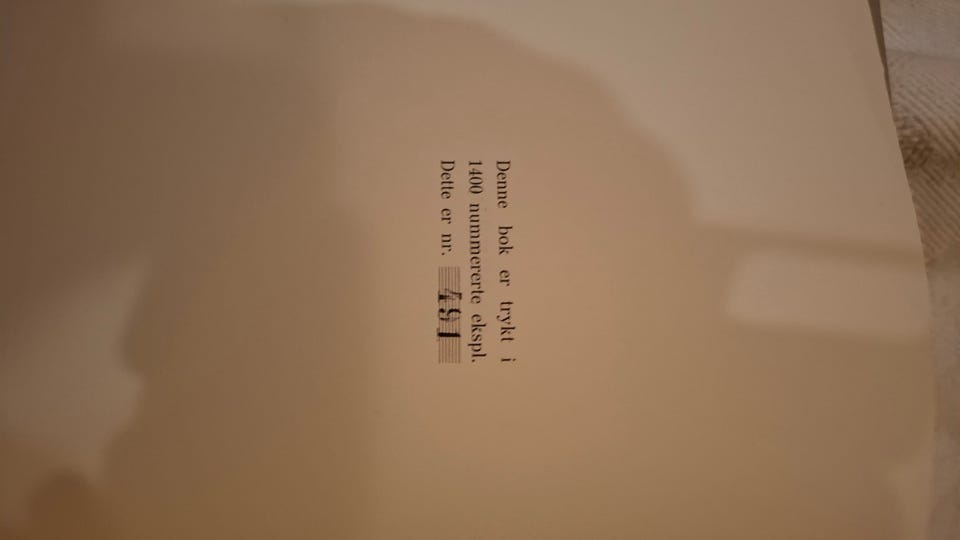 Denne bok er trykt i
1400 nummererte ekspl.
Dette er nr. 491